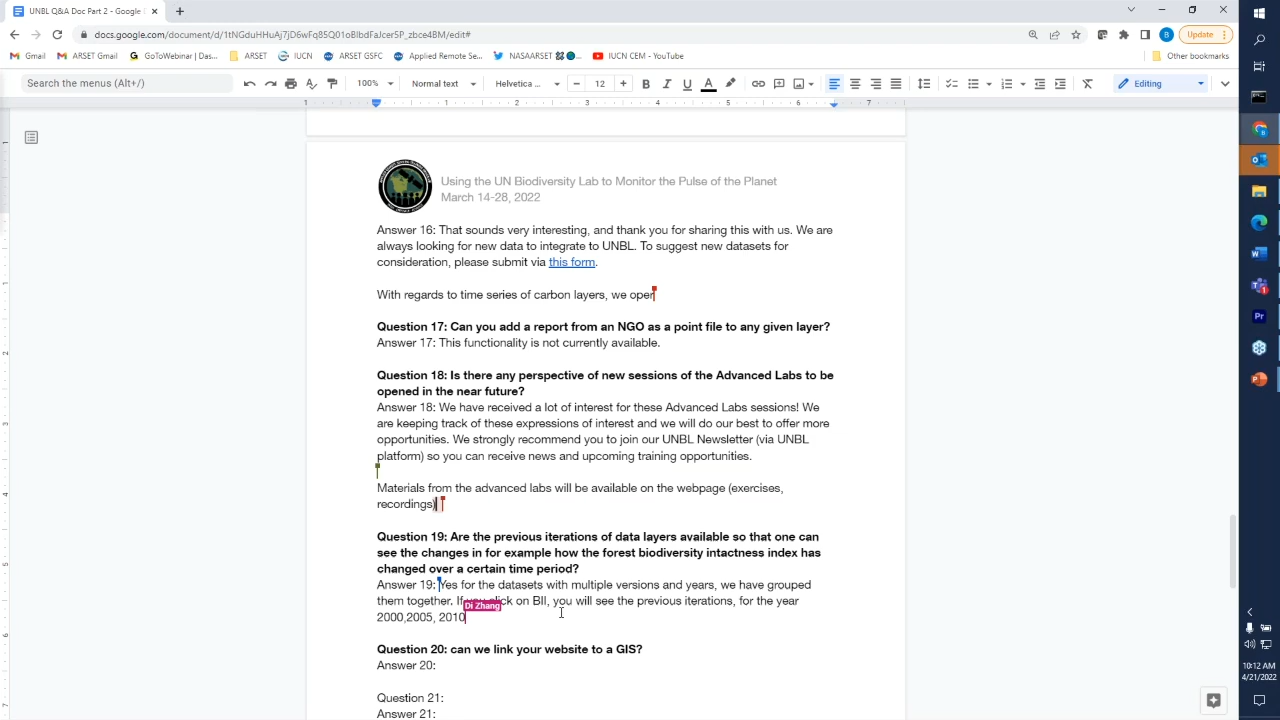 UNBL Q&A Doc Part 2 - Google
docs.google.com/document/d/1tNGduHHuAj7jD6wFq85Q01oBlbdFaJcer5P_zbce4BM/edit#
Update
Gmail
ARSET Gmail
GoToWebinar | Das...
ARSET
IUCN
ARSET GSFC
Applied Remote Se...
NASAARSET
IUCN CEM - YouTube
Other bookmarks
Search the menus (Alt+/)
100%
Normal text
Helvetica ...
12
B I U A
Editing
1 1 2 3 4 5 6 7
Using the UN Biodiversity Lab to Monitor the Pulse of the Planet
March 14-28, 2022
Answer 16: That sounds very interesting, and thank you for sharing this with us. We are
always looking for new data to integrate to UNBL. To suggest new datasets for
consideration, please submit via this form.
With regards to time series of carbon layers, we oper
Question 17: Can you add a report from an NGO as a point file to any given layer?
Answer 17: This functionality is not currently available.
Question 18: Is there any perspective of new sessions of the Advanced Labs to be
opened in the near future?
Answer 18: We have received a lot of interest for these Advanced Labs sessions! We
are keeping track of these expressions of interest and we will do our best to offer more
opportunities. We strongly recommend you to join our UNBL Newsletter (via UNBL
platform) so you can receive news and upcoming training opportunities.
Materials from the advanced labs will be available on the webpage (exercises,
recordings)
Question 19: Are the previous iterations of data layers available so that one can
see the changes in for example how the forest biodiversity intactness index has
changed over a certain time period?
Answer 19: Yes for the datasets with multiple versions and years, we have grouped
them together. If you click on BII, you will see the previous iterations, for the year
Di Zhang
2000,2005, 2010
Question 20: can we link your website to a GIS?
Answer 20:
Question 21:
Answer 21:
10:12 AM
4/21/2022